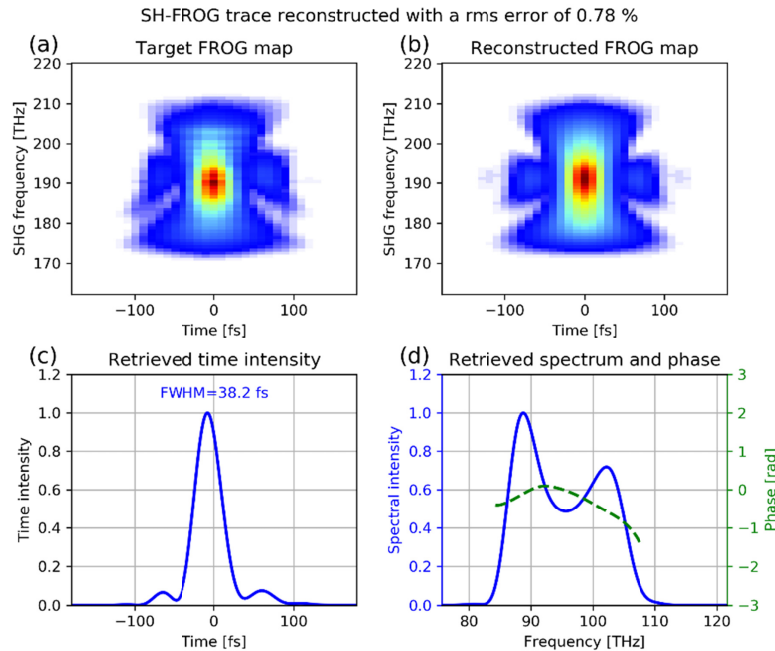 SH-FROG trace reconstructed with a rms error of 0.78 %
(a) Target FROG map
(b) Reconstructed FROG map
220
210
200
190
180
170
SHG frequency [THz]
−100 0 100
Time [fs]
220
210
200
190
180
170
SHG frequency [THz]
−100 0 100
Time [fs]
(c) Retrieved time intensity
FWHM=38.2 fs
1.2
1.0
0.8
0.6
0.4
0.2
0.0
Time intensity
−100 0 100
Time [fs]
(d) Retrieved spectrum and phase
1.2
1.0
0.8
0.6
0.4
0.2
0.0
Spectral intensity
3
2
1
0
−1
−2
−3
Phase [rad]
80 90 100 110 120
Frequency [THz]